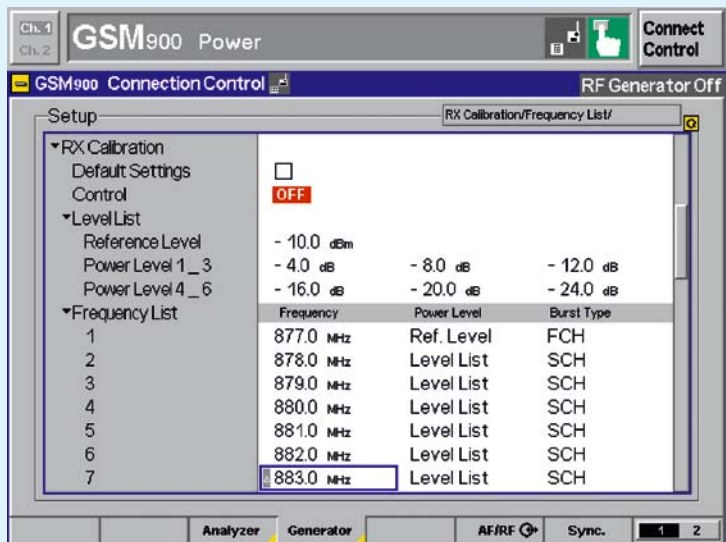 Ch. 1
Ch. 2
GSM900 Power
Connect
Control
GSM900 Connection Control
RF Generator Off
Setup
RX Calibration/Frequency List/
RX Calibration
Default Settings
Control OFF
Level List
Reference Level - 10.0 dBm
Power Level 1_3 - 4.0 dB - 8.0 dB - 12.0 dB
Power Level 4_6 - 16.0 dB - 20.0 dB - 24.0 dB
Frequency List Frequency Power Level Burst Type
1 877.0 MHz Ref. Level FCH
2 878.0 MHz Level List SCH
3 879.0 MHz Level List SCH
4 880.0 MHz Level List SCH
5 881.0 MHz Level List SCH
6 882.0 MHz Level List SCH
7 883.0 MHz Level List SCH
Analyzer Generator AF/RF Sync. 1 2